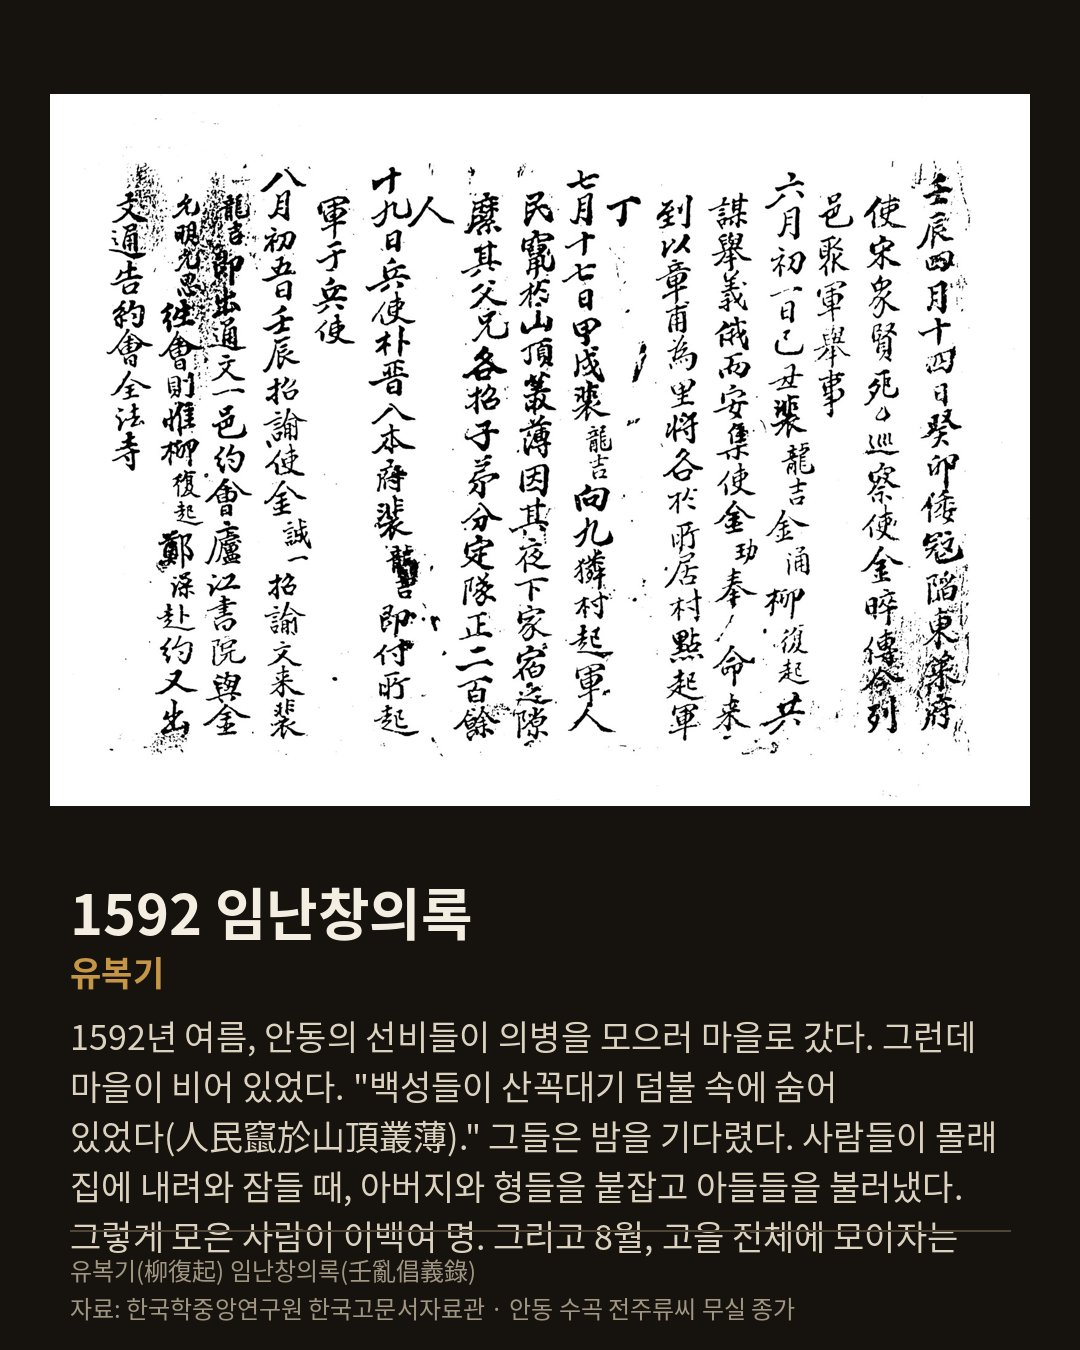 壬辰四月十四日癸卯倭寇陷東萊府
使宋象賢死之巡察使金晬傳令列
邑聚軍擧事
六月初一日己丑裴龍吉金涌柳復起共
謀擧義俄而安集使金玏奉命來
到以章甫爲里將各於所居村點起軍
丁
七月十七日甲戌裴龍吉向九㺚村起軍人
民竄於山頂叢薄因其夜下家宿之隙
縻其父兄各招子弟分定隊正二百餘
人
十九日兵使朴晋入本府裴龍吉卽付所起
軍于兵使
八月初五日壬辰招諭使金誠一招諭文來裴
龍吉卽出通文一邑約會廬江書院與金
允明允思往會則惟柳復起鄭深赴約又出
文通告約會全法寺
1592 임난창의록
유복기
1592년 여름, 안동의 선비들이 의병을 모으러 마을로 갔다. 그런데
마을이 비어 있었다. "백성들이 산꼭대기 덤불 속에 숨어
있었다(人民竄於山頂叢薄)." 그들은 밤을 기다렸다. 사람들이 몰래
집에 내려와 잠들 때, 아버지와 형들을 붙잡고 아들들을 불러냈다.
그렇게 모은 사람이 이백여 명. 그리고 8월, 고을 전체에 모이자는
유복기(柳復起) 임난창의록(壬亂倡義錄)
자료: 한국학중앙연구원 한국고문서자료관 · 안동 수곡 전주류씨 무실 종가